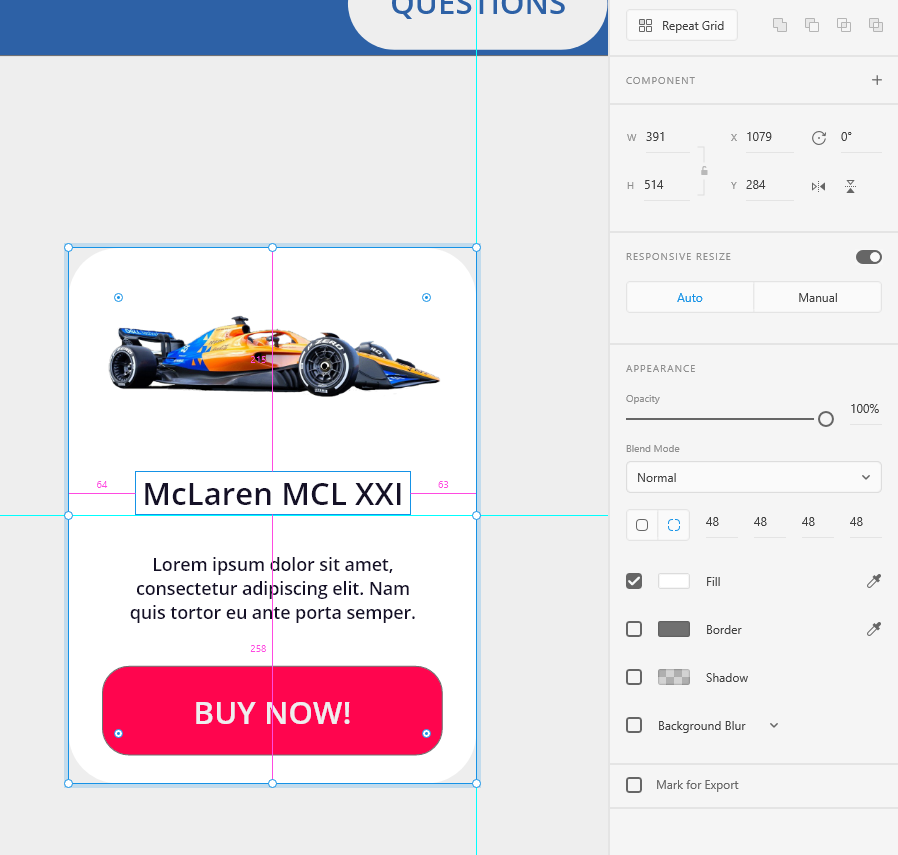 QUESTIONS
Repeat Grid
COMPONENT
W 391 X 1079 0°
H 514 Y 284
RESPONSIVE RESIZE
Auto Manual
APPEARANCE
Opacity
100%
Blend Mode
Normal
48 48 48 48
Fill
Border
Shadow
Background Blur
Mark for Export
P ZERO
64 63
McLaren MCL XXI
Lorem ipsum dolor sit amet,
consectetur adipiscing elit. Nam
quis tortor eu ante porta semper.
258
BUY NOW!